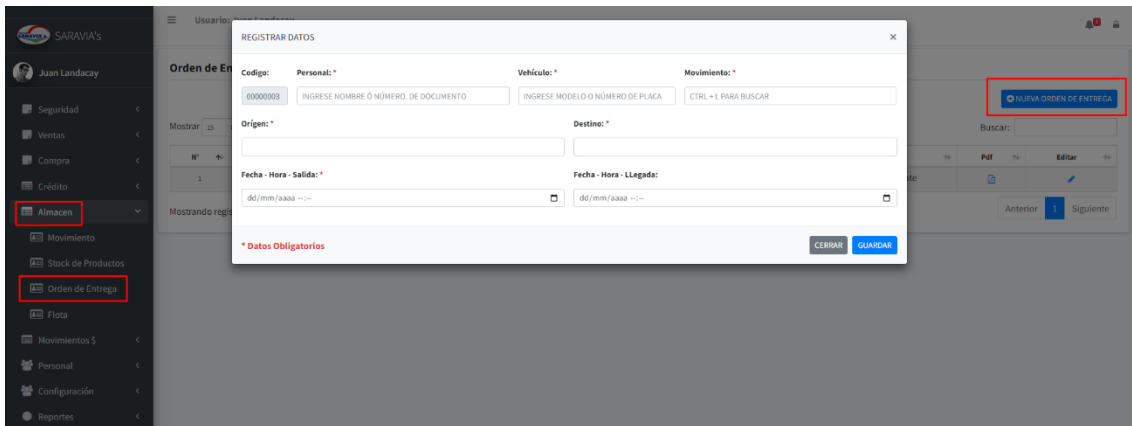 SARAVIA's
Usuario: Juan Landacay
Juan Landacay
Seguridad
Ventas
Compra
Crédito
Almacen
Movimiento
Stock de Productos
Orden de Entrega
Flota
Movimientos $
Personal
Configuración
Reportes
Orden de En
NUEVA ORDEN DE ENTREGA
Mostrar 15
Buscar:
N°
Pdf
Editar
1
te
Mostrando regis
Anterior 1 Siguiente
REGISTRAR DATOS ×
Codigo: Personal: * Vehículo: * Movimiento: *
00000003 INGRESE NOMBRE Ó NÚMERO. DE DOCUMENTO INGRESE MODELO O NÚMERO DE PLACA CTRL + L PARA BUSCAR
Orígen: * Destino: *
Fecha - Hora - Salida: * Fecha - Hora - LLegada:
dd/mm/aaaa --:-- dd/mm/aaaa --:--
* Datos Obligatorios CERRAR GUARDAR